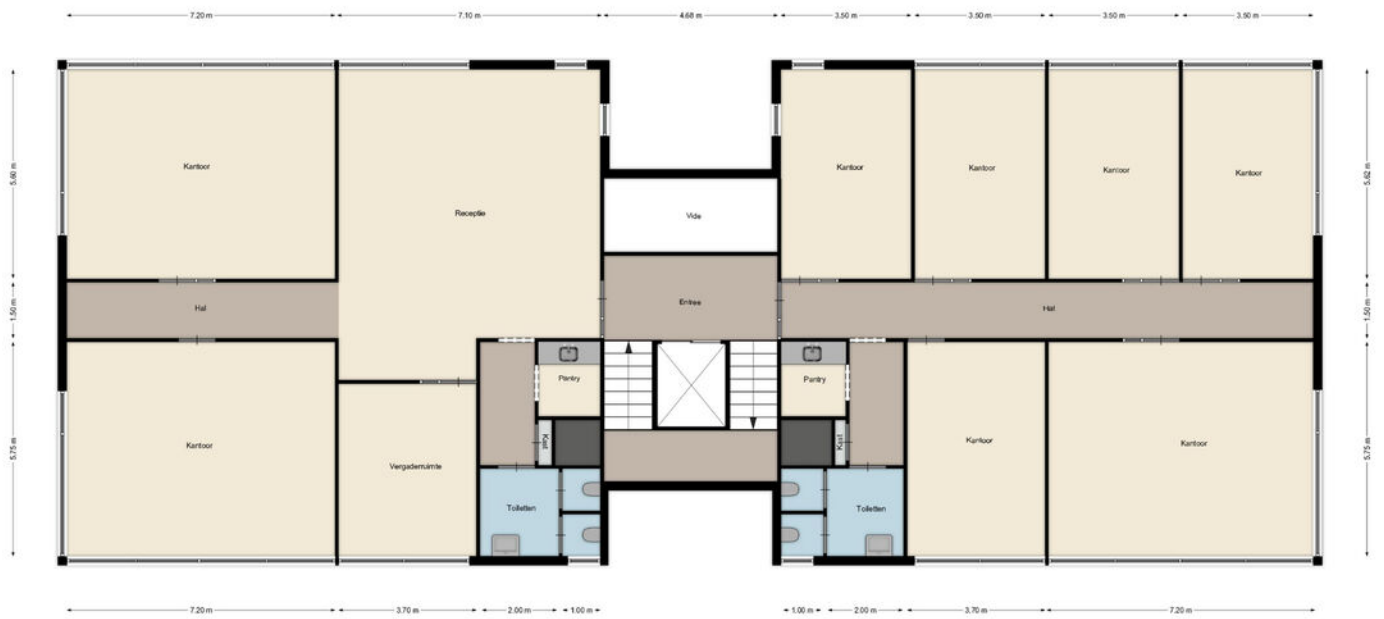 7.20 m 7.10 m 4.68 m 3.50 m 3.50 m 3.50 m 3.50 m
5.60 m
5.62 m
Kantoor
Kantoor
Kantoor
Kantoor
Kantoor
Receptie
Vide
1.50 m
Hal
Entree
Hal
1.50 m
Pantry
Pantry
5.75 m
Kantoor
Vergaderruimte
Kast
Kast
Kantoor
Kantoor
5.75 m
Toiletten
Toiletten
7.20 m 3.70 m 2.00 m 1.00 m 1.00 m 2.00 m 3.70 m 7.20 m